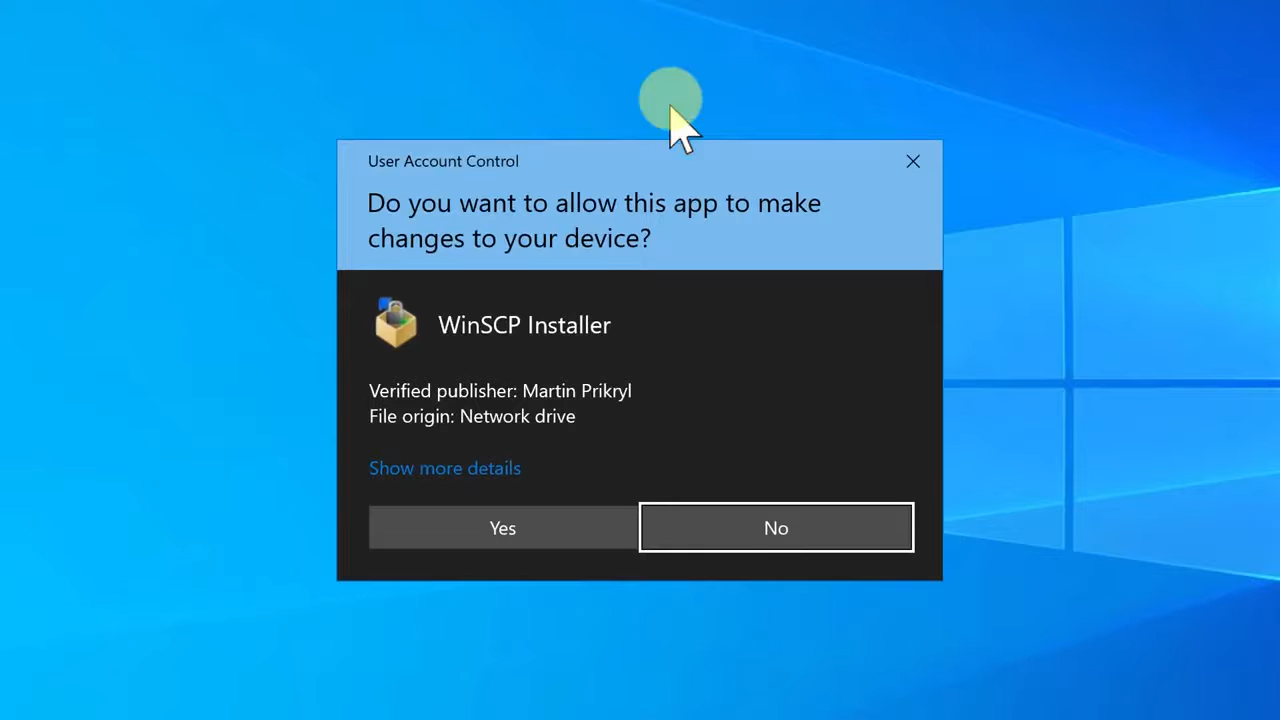 User Account Control
Do you want to allow this app to make
changes to your device?
WinSCP Installer
Verified publisher: Martin Prikryl
File origin: Network drive
Show more details
Yes
No